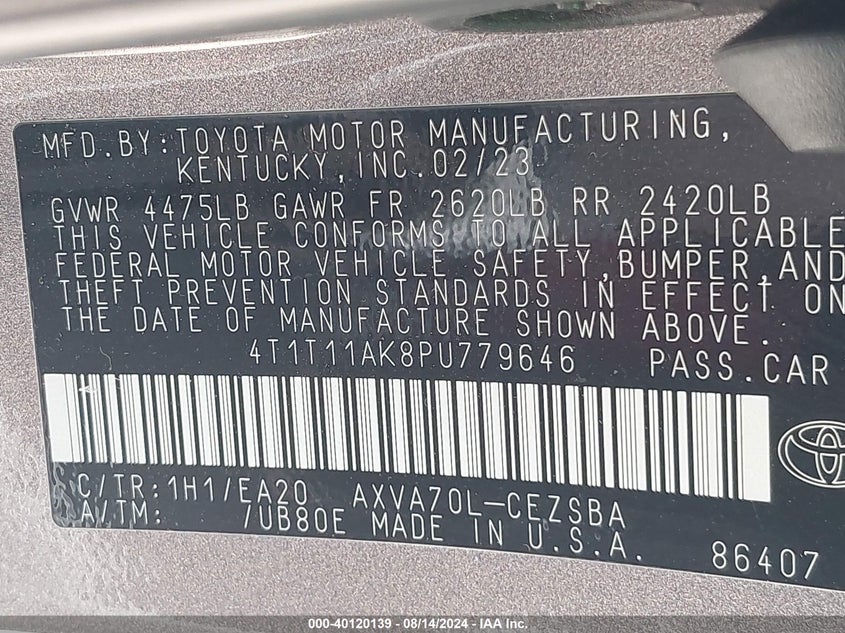 MFD.BY:TOYOTA MOTOR MANUFACTURING,
KENTUCKY,INC.02/23
GVWR 4475LB GAWR FR 2620LB RR 2420LB
THIS VEHICLE CONFORMS TO ALL APPLICABLE
FEDERAL MOTOR VEHICLE SAFETY,BUMPER,AND
THEFT PREVENTION STANDARDS IN EFFECT ON
THE DATE OF MANUFACTURE SHOWN ABOVE.
4T1T11AK8PU779646 PASS.CAR
C/TR:1H1/EA20 AXVA70L-CEZSBA
A/TM: /UB80E MADE IN U.S.A.
86407
000-40120139 - 08/14/2024 - IAA Inc.